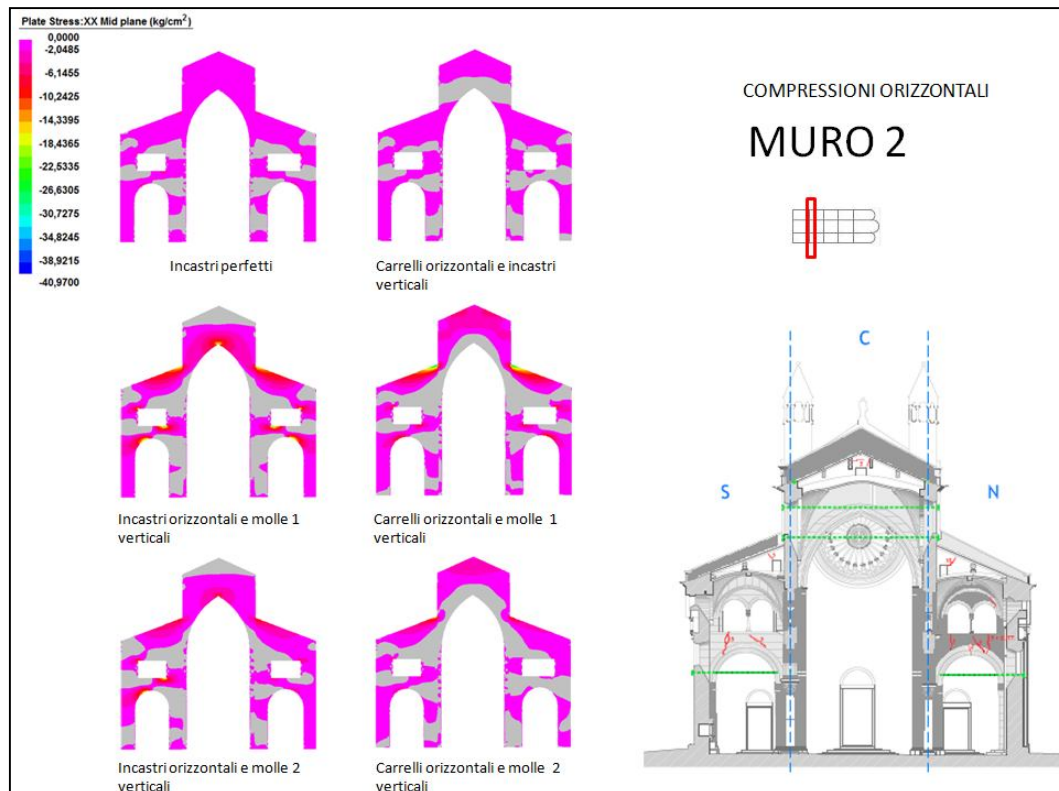 Plate Stress:XX Mid plane (kg/cm²)
0,0000
-2,0485
-6,1455
-10,2425
-14,3395
-18,4365
-22,5335
-26,6305
-30,7275
-34,8245
-38,9215
-40,9700
COMPRESSIONI ORIZZONTALI
MURO 2
Incastri perfetti
Carrelli orizzontali e incastri
verticali
Incastri orizzontali e molle 1
verticali
Carrelli orizzontali e molle 1
verticali
Incastri orizzontali e molle 2
verticali
Carrelli orizzontali e molle 2
verticali
C
S
N